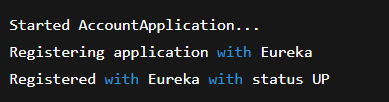 Started AccountApplication...
Registering application with Eureka
Registered with Eureka with status UP